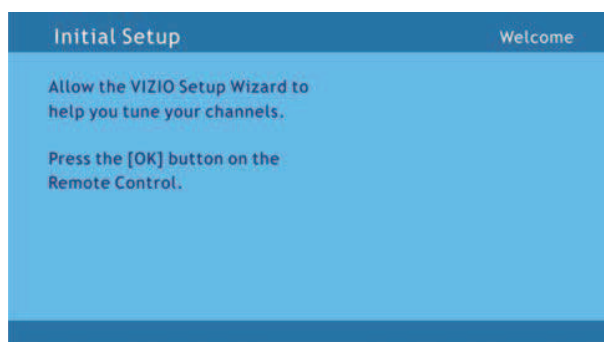 Initial Setup
Welcome
Allow the VIZIO Setup Wizard to
help you tune your channels.
Press the [OK] button on the
Remote Control.